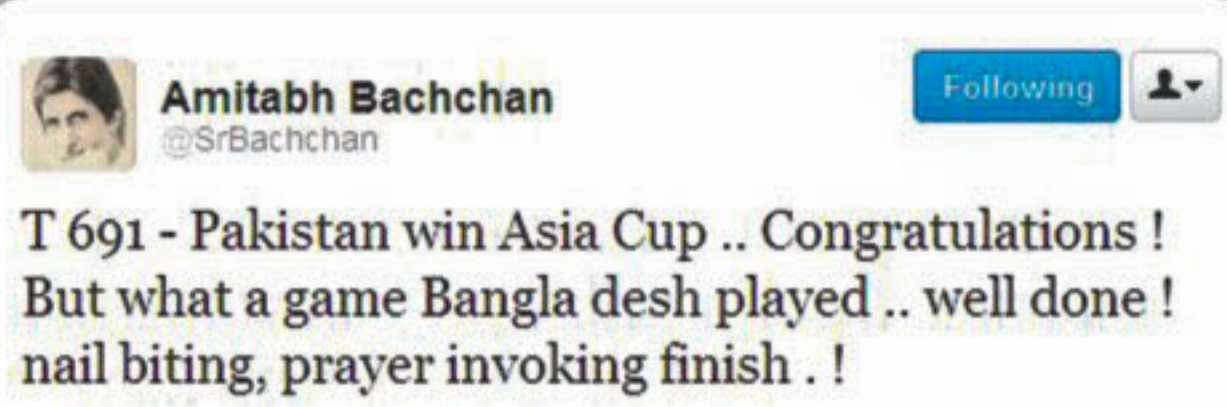 Amitabh Bachchan
@SrBachchan
Following
T 691 - Pakistan win Asia Cup .. Congratulations !
But what a game Bangla desh played .. well done !
nail biting, prayer invoking finish . !